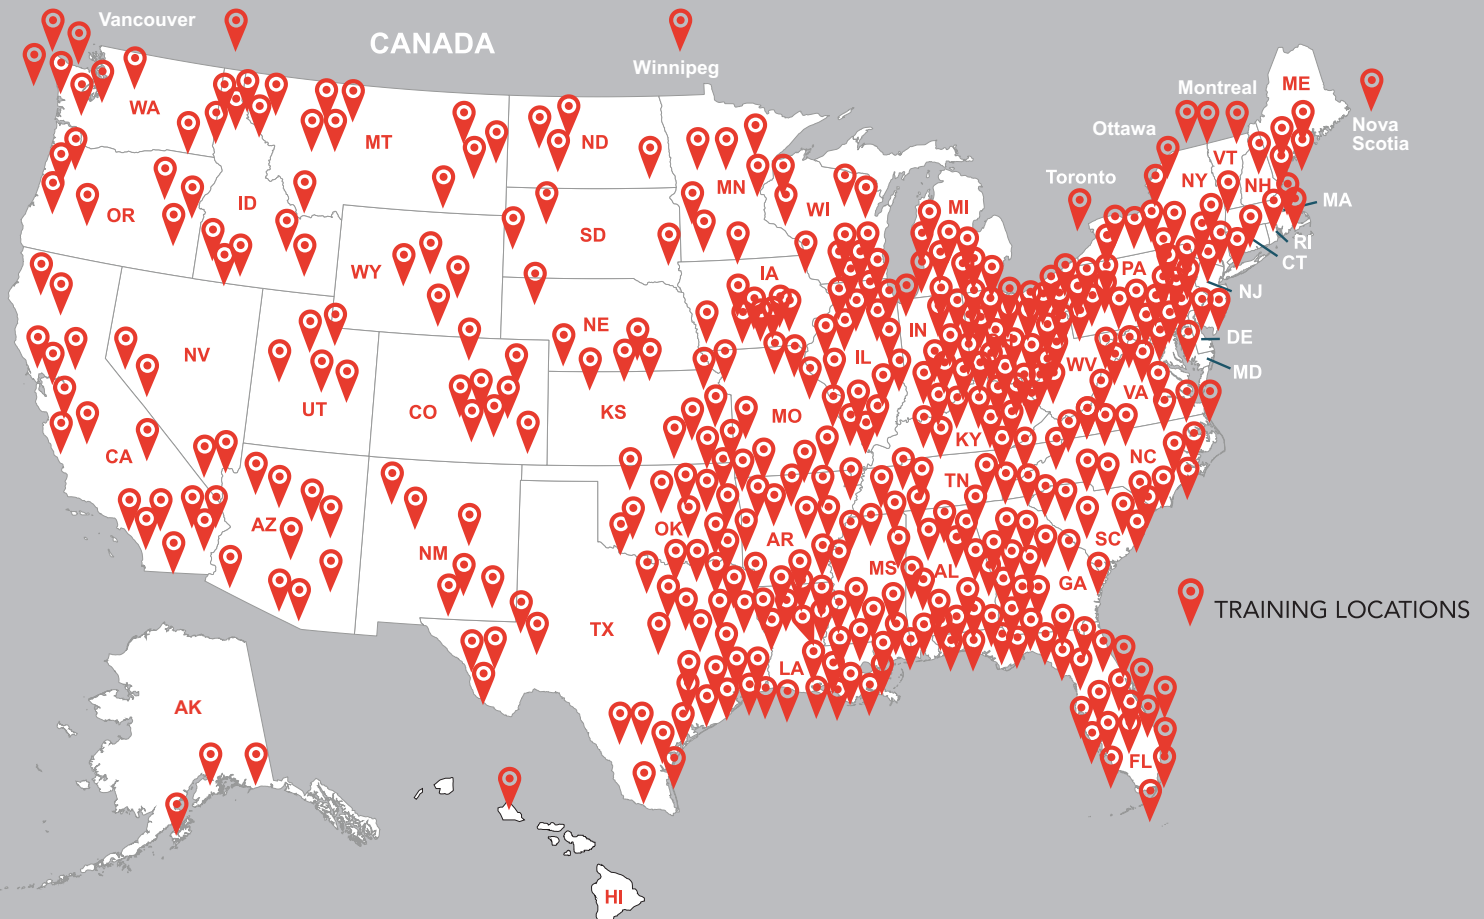 Vancouver
CANADA
Winnipeg
Montreal
Ottawa
Toronto
Nova
Scotia
ME
WA
MT
ND
MN
VT
NY
NH
MA
OR
ID
SD
WI
MI
RI
CT
WY
IA
PA
NJ
NE
NV
IN
DE
UT
CO
KS
MO
IL
WV
MD
VA
CA
KY
NC
AZ
NM
OK
AR
TN
SC
MS
AL
GA
TX
LA
TRAINING LOCATIONS
AK
FL
HI